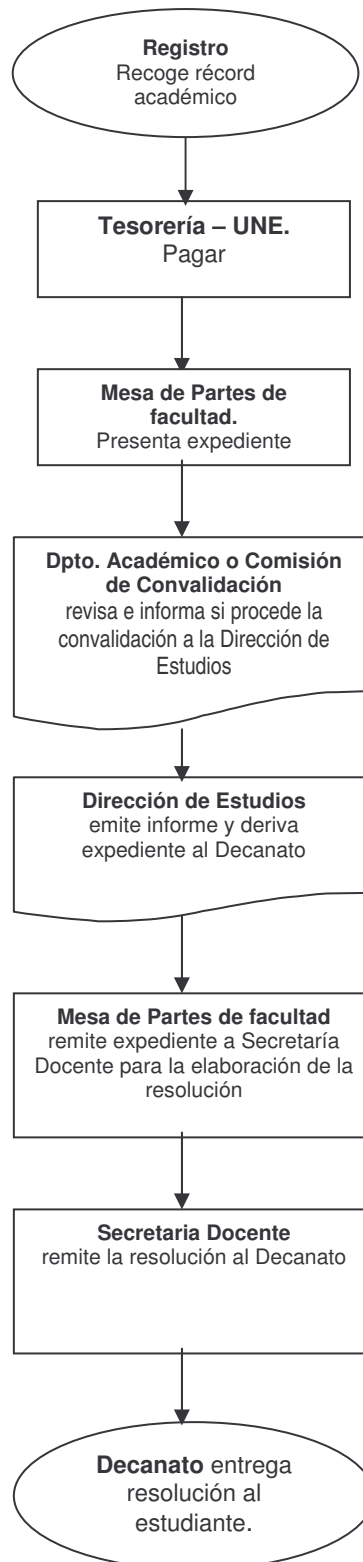 Registro
Recoge récord
académico
Tesorería – UNE.
Pagar
Mesa de Partes de
facultad.
Presenta expediente
Dpto. Académico o Comisión
de Convalidación
revisa e informa si procede la
convalidación a la Dirección de
Estudios
Dirección de Estudios
emite informe y deriva
expediente al Decanato
Mesa de Partes de facultad
remite expediente a Secretaría
Docente para la elaboración de la
resolución
Secretaria Docente
remite la resolución al Decanato
Decanato entrega
resolución al
estudiante.